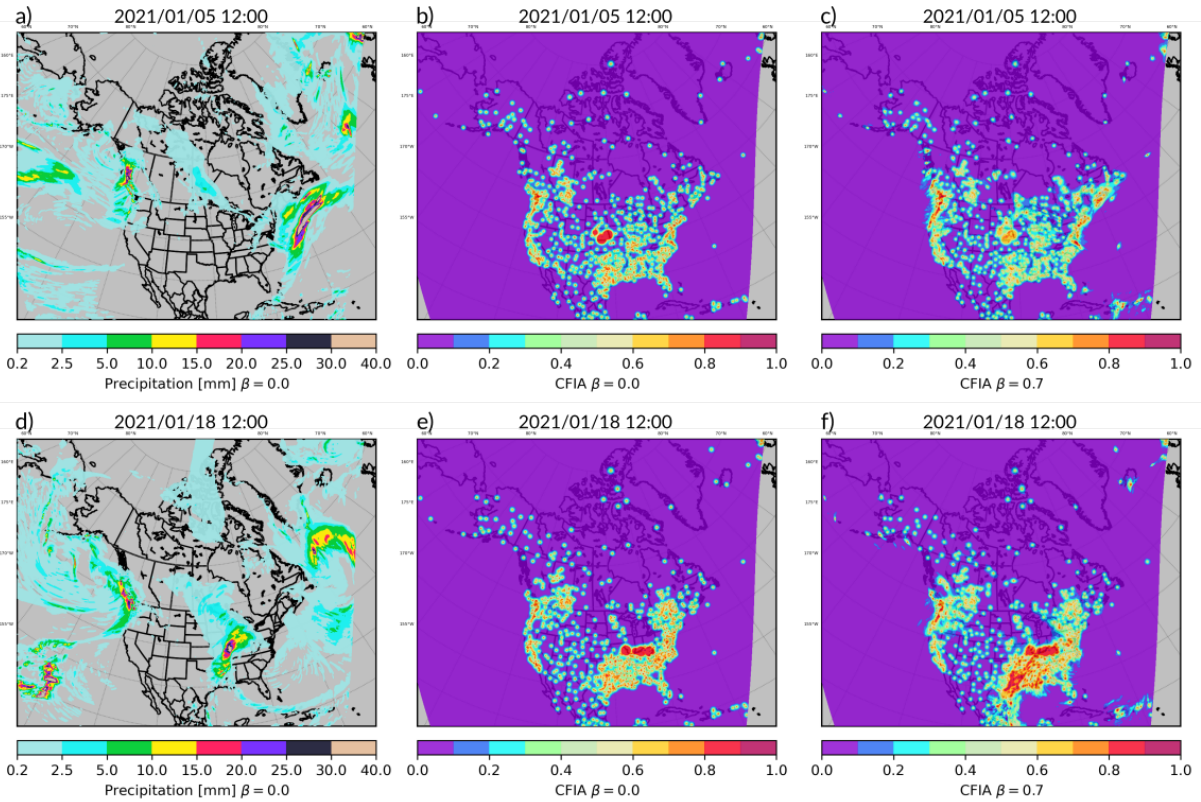 a) 2021/01/05 12:00
b) 2021/01/05 12:00
c) 2021/01/05 12:00
0.2 2.5 5.0 10.0 15.0 20.0 25.0 30.0 40.0
Precipitation [mm] β = 0.0
0.0 0.2 0.4 0.6 0.8 1.0
CFIA β = 0.0
0.0 0.2 0.4 0.6 0.8 1.0
CFIA β = 0.7
d) 2021/01/18 12:00
e) 2021/01/18 12:00
f) 2021/01/18 12:00
0.2 2.5 5.0 10.0 15.0 20.0 25.0 30.0 40.0
Precipitation [mm] β = 0.0
0.0 0.2 0.4 0.6 0.8 1.0
CFIA β = 0.0
0.0 0.2 0.4 0.6 0.8 1.0
CFIA β = 0.7